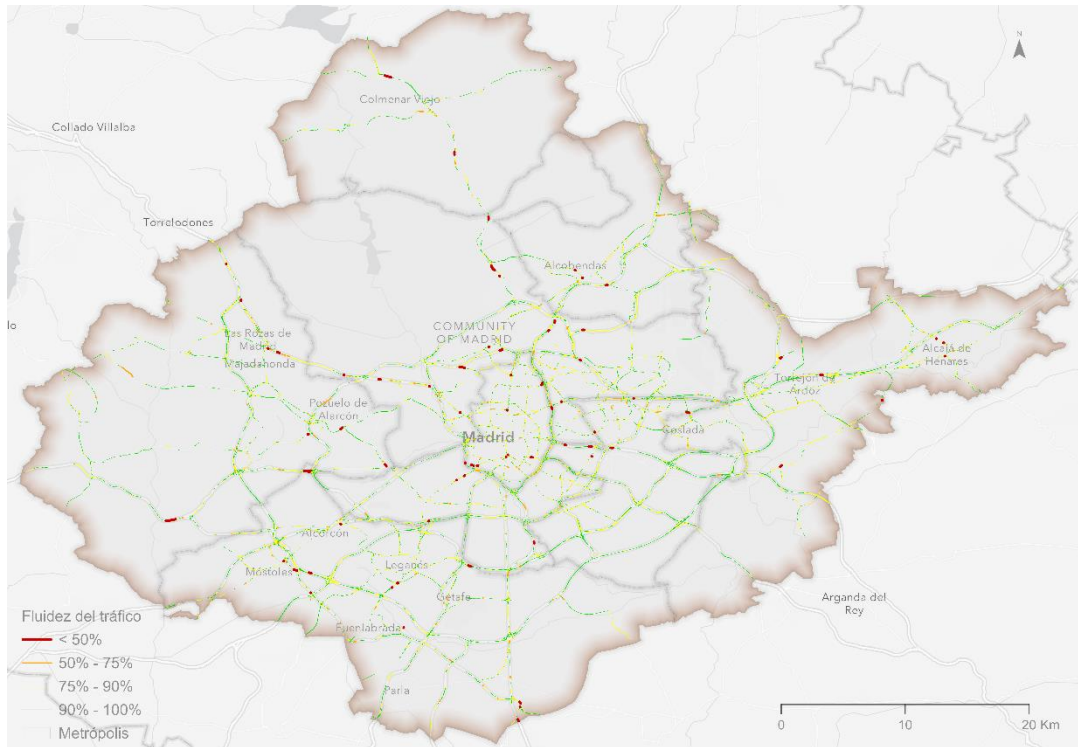 N
Colmenar Viejo
Collado Villalba
Torrelodones
Alcobendas
COMMUNITY
OF MADRID
Las Rozas de
Madrid
Majadahonda
Alcalá de
Henares
Torrejón de
Ardoz
Pozuelo de
Alarcón
Madrid
Coslada
Alcorcón
Leganés
Móstoles
Getafe
Arganda del
Rey
Fuenlabrada
Parla
Fluidez del tráfico
< 50%
50% - 75%
75% - 90%
90% - 100%
Metrópolis
0 10 20 Km